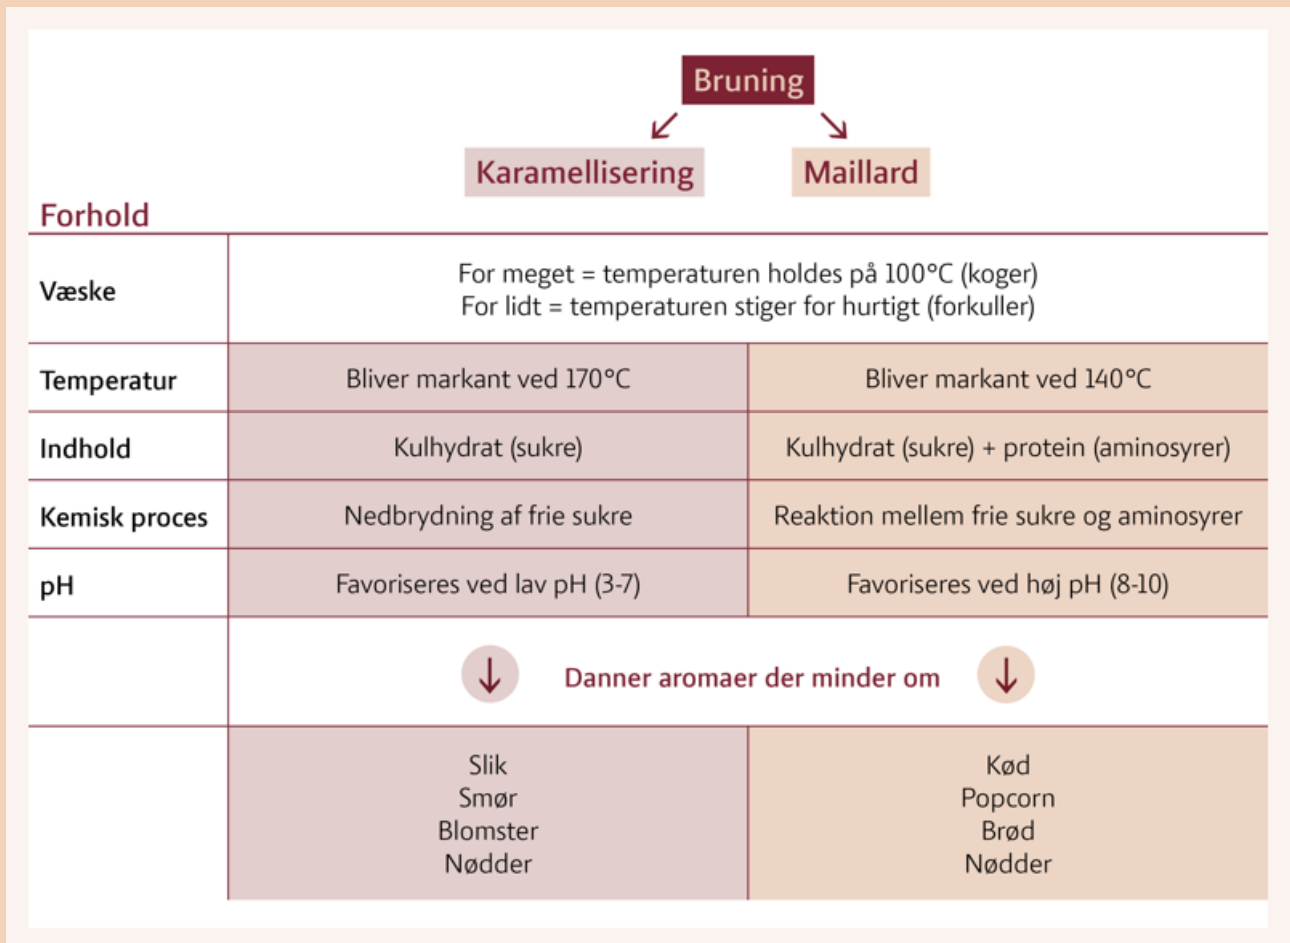 Bruning
Karamellisering
Maillard
Forhold
Væske
For meget = temperaturen holdes på 100°C (koger)
For lidt = temperaturen stiger for hurtigt (forkuller)
Temperatur
Bliver markant ved 170°C
Bliver markant ved 140°C
Indhold
Kulhydrat (sukre)
Kulhydrat (sukre) + protein (aminosyrer)
Kemisk proces
Nedbrydning af frie sukre
Reaktion mellem frie sukre og aminosyrer
pH
Favoriseres ved lav pH (3-7)
Favoriseres ved høj pH (8-10)
Danner aromaer der minder om
Slik
Smør
Blomster
Nødder
Kød
Popcorn
Brød
Nødder